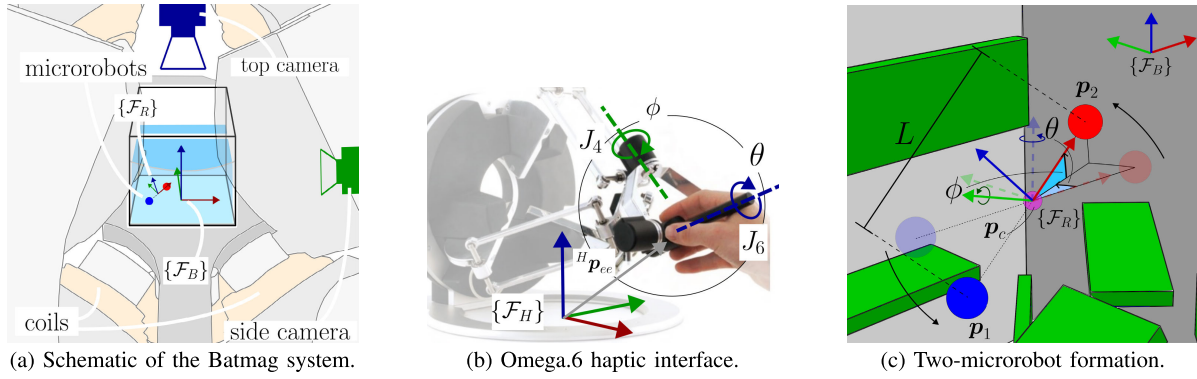 microrobots
top camera
{F_R}
{F_B}
coils
side camera
(a) Schematic of the Batmag system.
ϕ
J_4
θ
J_6
^H p_ee
{F_H}
(b) Omega.6 haptic interface.
{F_B}
p_2
L
θ
ϕ
{F_R}
p_c
p_1
(c) Two-microrobot formation.